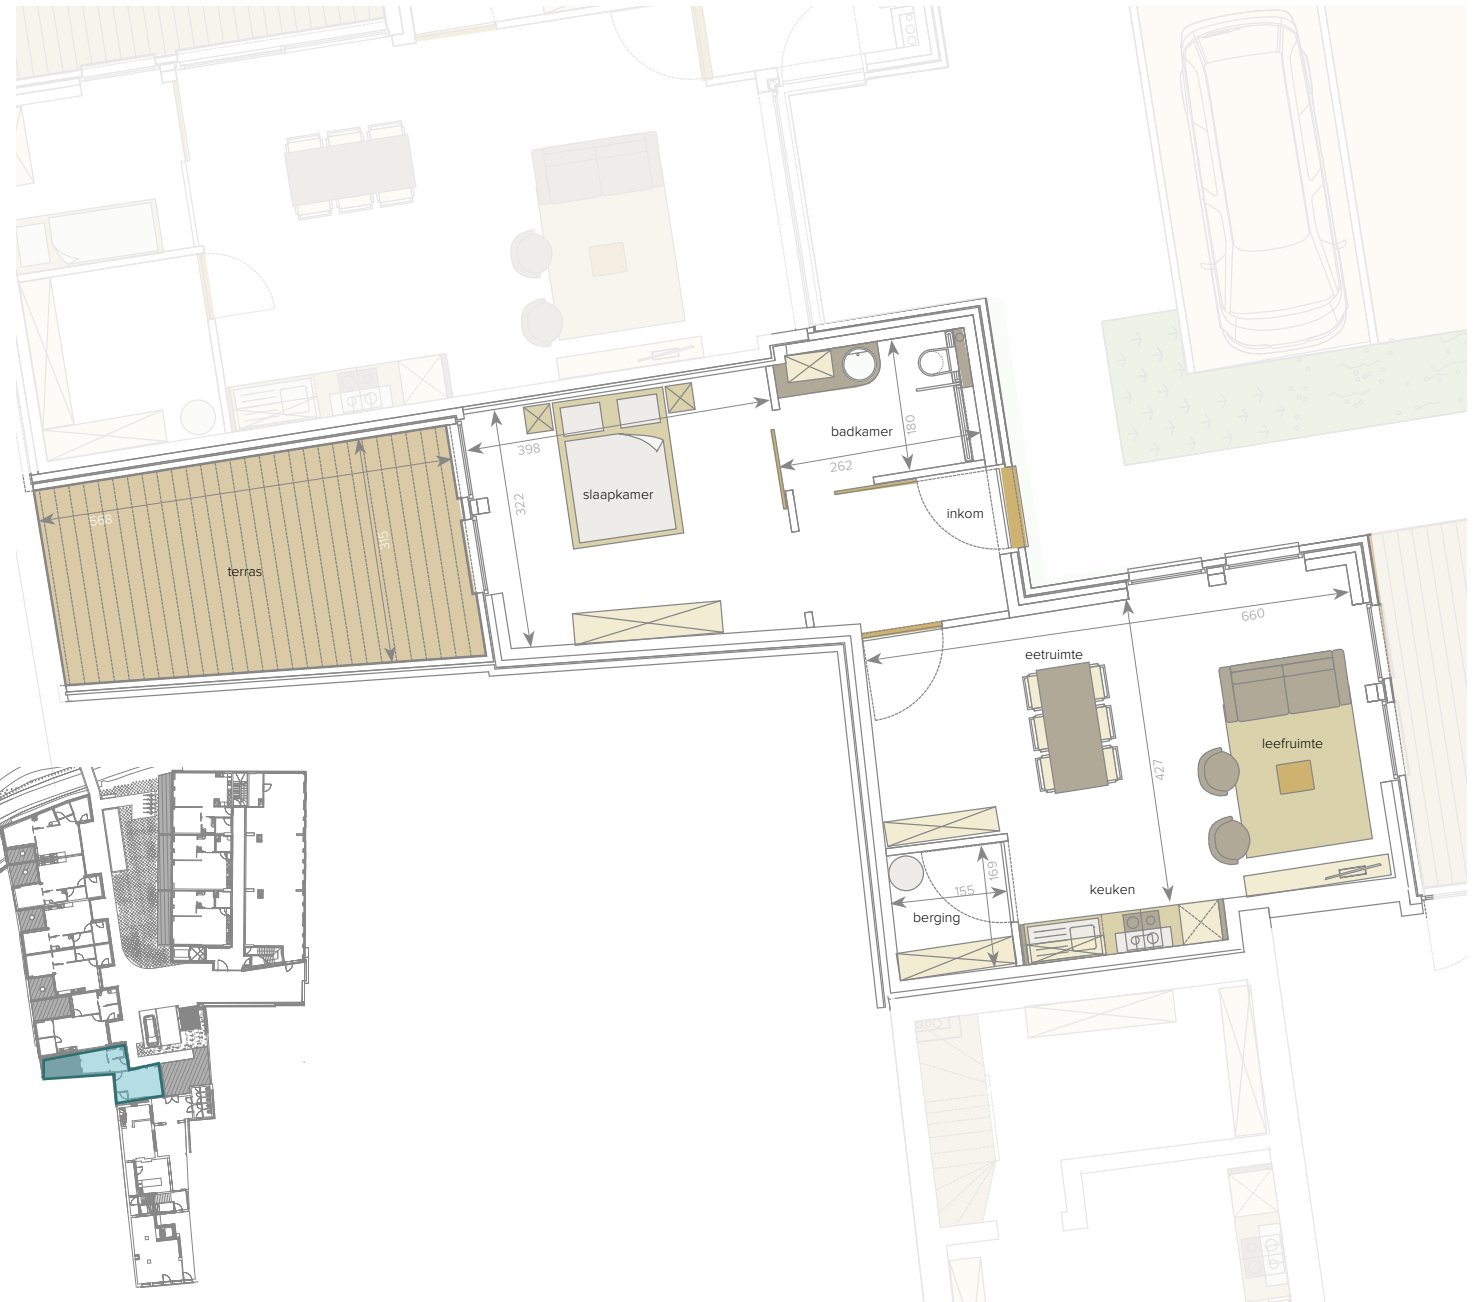 badkamer
180
262
398
322
slaapkamer
inkom
568
315
terras
660
eetruimte
leefruimte
427
keuken
169
155
berging